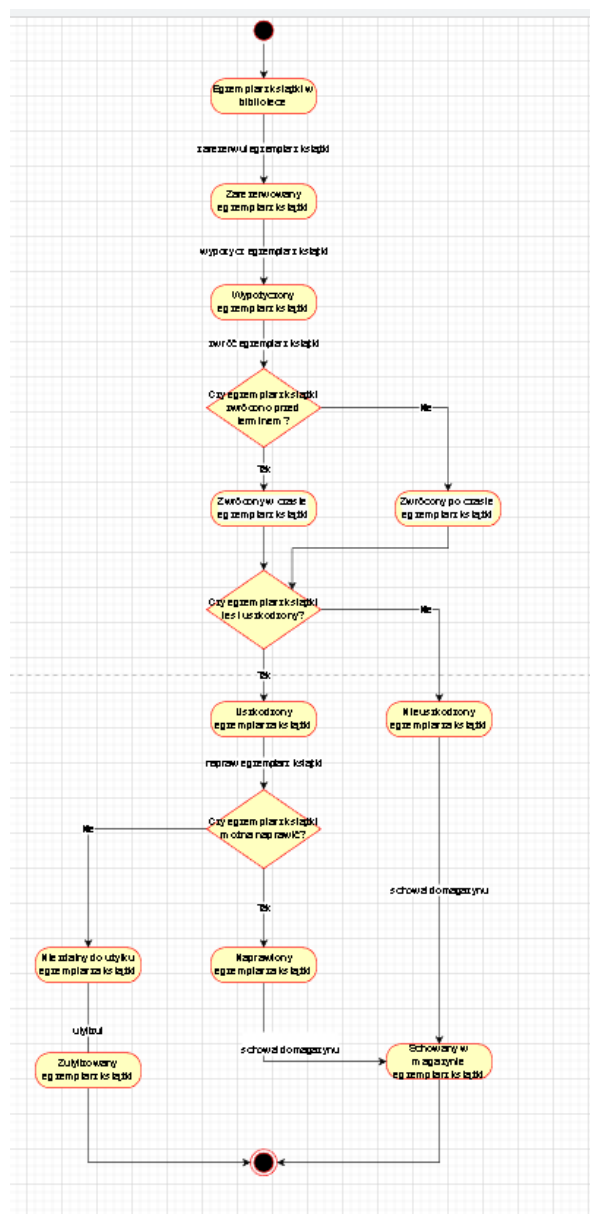 Egzemplarz książki w
bibliotece
zarezerwuj egzemplarz książki
Zarezerwowany
egzemplarz książki
wypożycz egzemplarz książki
Wypożyczony
egzemplarz książki
zwróć egzemplarz książki
Czy egzemplarz książki
zwrócono przed
terminem?
Nie
Tak
Zwrócony w czasie
egzemplarz książki
Zwrócony po czasie
egzemplarz książki
Czy egzemplarz książki
jest uszkodzony?
Nie
Tak
Uszkodzony
egzemplarza książki
Nieuszkodzony
egzemplarza książki
napraw egzemplarz książki
Czy egzemplarz książki
można naprawić?
Nie
schowaj do magazynu
Tak
Niezdatny do użytku
egzemplarza książki
Naprawiony
egzemplarza książki
utylizuj
schowaj do magazynu
Schowany w
magazynie
egzemplarz książki
Zutylizowany
egzemplarz książki